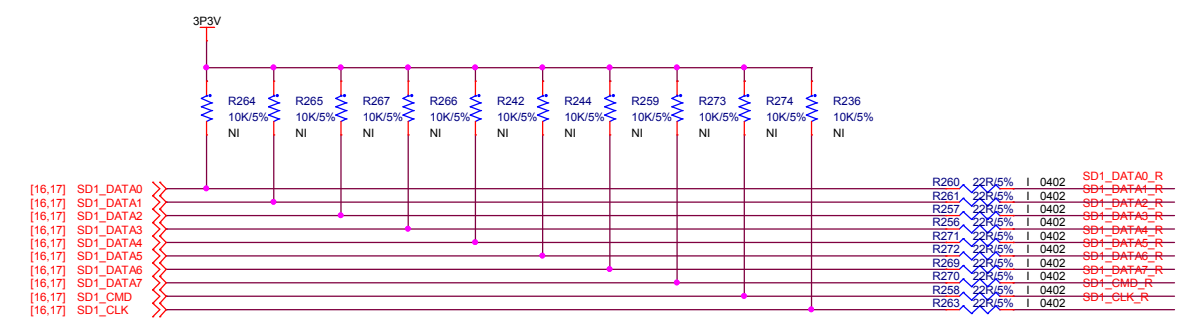 3P3V
R264 R265 R267 R266 R242 R244 R259 R273 R274 R236
10K/5% 10K/5% 10K/5% 10K/5% 10K/5% 10K/5% 10K/5% 10K/5% 10K/5% 10K/5%
NI NI NI NI NI NI NI NI NI NI
[16,17] SD1_DATA0 R260 22R/5% I 0402 SD1_DATA0_R
[16,17] SD1_DATA1 R261 22R/5% I 0402 SD1_DATA1_R
[16,17] SD1_DATA2 R257 22R/5% I 0402 SD1_DATA2_R
[16,17] SD1_DATA3 R256 22R/5% I 0402 SD1_DATA3_R
[16,17] SD1_DATA4 R271 22R/5% I 0402 SD1_DATA4_R
[16,17] SD1_DATA5 R272 22R/5% I 0402 SD1_DATA5_R
[16,17] SD1_DATA6 R269 22R/5% I 0402 SD1_DATA6_R
[16,17] SD1_DATA7 R270 22R/5% I 0402 SD1_DATA7_R
[16,17] SD1_CMD R258 22R/5% I 0402 SD1_CMD_R
[16,17] SD1_CLK R263 22R/5% I 0402 SD1_CLK_R